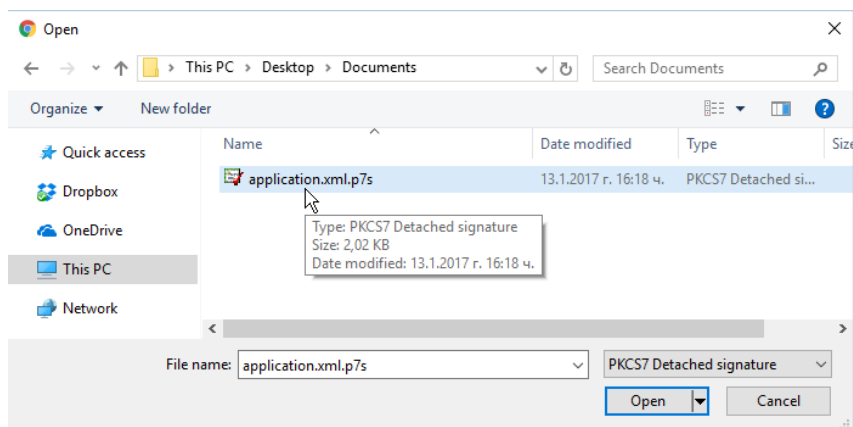 Open
This PC > Desktop > Documents
Search Documents
Organize
New folder
Name
Date modified
Type
Size
Quick access
Dropbox
OneDrive
This PC
Network
application.xml.p7s
13.1.2017 г. 16:18 ч.
PKCS7 Detached si...
Type: PKCS7 Detached signature
Size: 2,02 KB
Date modified: 13.1.2017 г. 16:18 ч.
File name:
application.xml.p7s
PKCS7 Detached signature
Open
Cancel